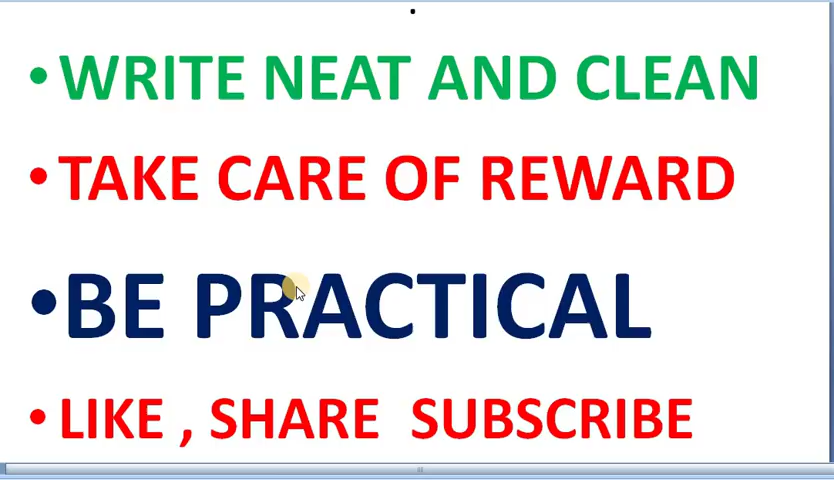 • WRITE NEAT AND CLEAN
• TAKE CARE OF REWARD
• BE PRACTICAL
• LIKE , SHARE SUBSCRIBE